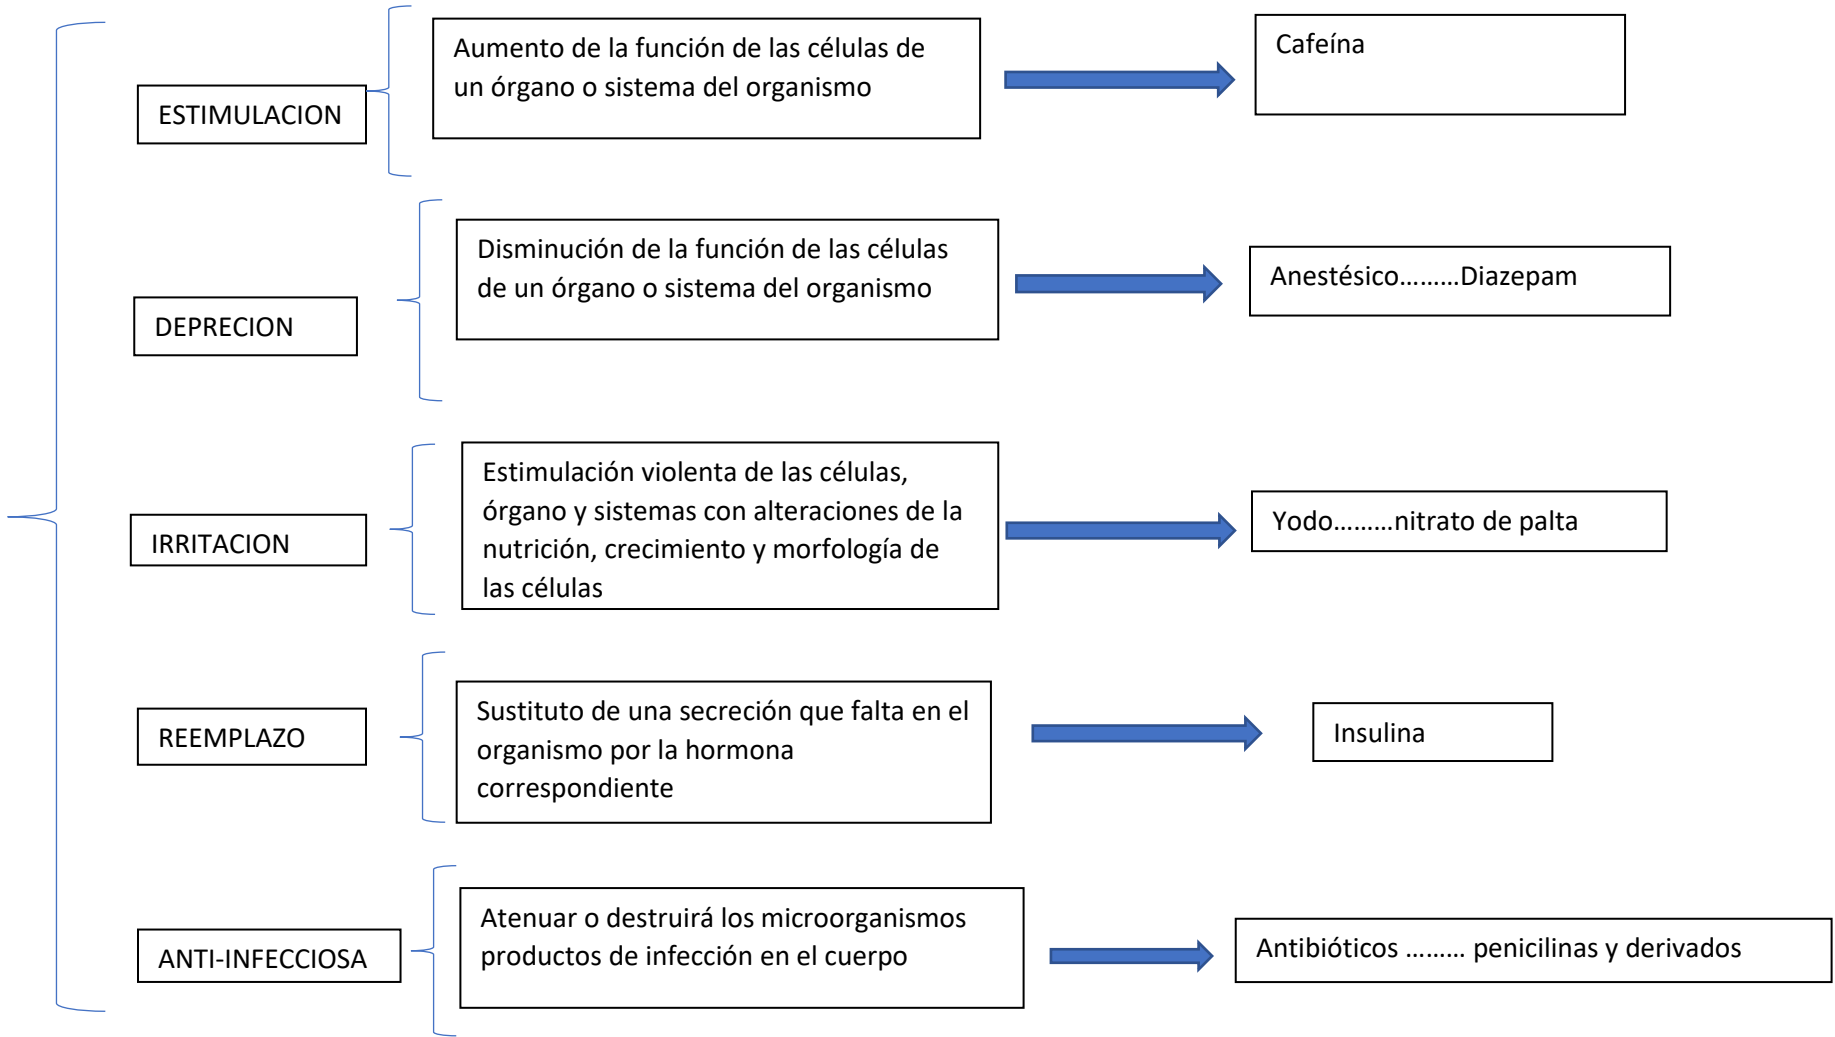 ESTIMULACION
Aumento de la función de las células de
un órgano o sistema del organismo
Cafeína
DEPRECION
Disminución de la función de las células
de un órgano o sistema del organismo
Anestésico………Diazepam
IRRITACION
Estimulación violenta de las células,
órgano y sistemas con alteraciones de la
nutrición, crecimiento y morfología de
las células
Yodo………nitrato de palta
REEMPLAZO
Sustituto de una secreción que falta en el
organismo por la hormona
correspondiente
Insulina
ANTI-INFECCIOSA
Atenuar o destruirá los microorganismos
productos de infección en el cuerpo
Antibióticos ……… penicilinas y derivados